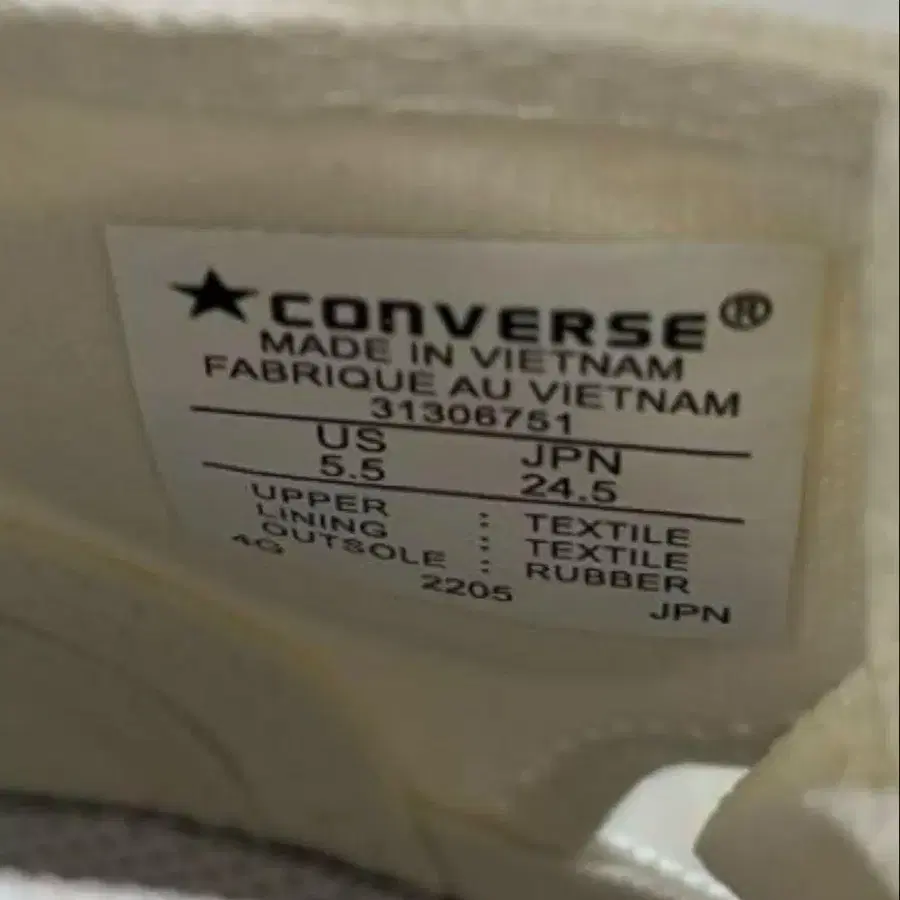 ★CONVERSE®
MADE IN VIETNAM
FABRIQUE AU VIETNAM
31306751
US JPN
5.5 24.5
UPPER : TEXTILE
LINING : TEXTILE
OUTSOLE : RUBBER
4G 2205 JPN